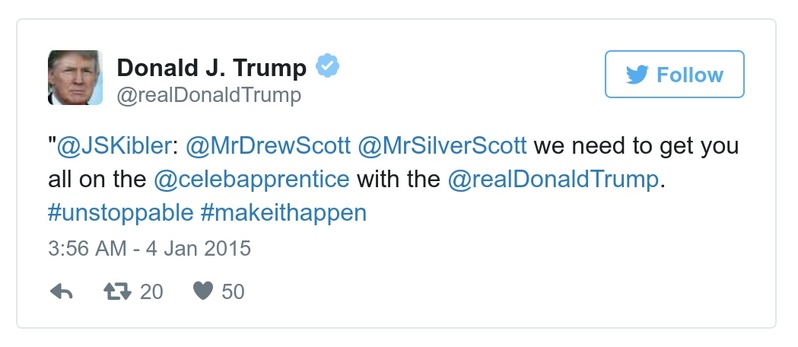 Donald J. Trump
@realDonaldTrump
Follow
"@JSKibler: @MrDrewScott @MrSilverScott we need to get you
all on the @celebapprentice with the @realDonaldTrump.
#unstoppable #makeithappen
3:56 AM - 4 Jan 2015
20 50